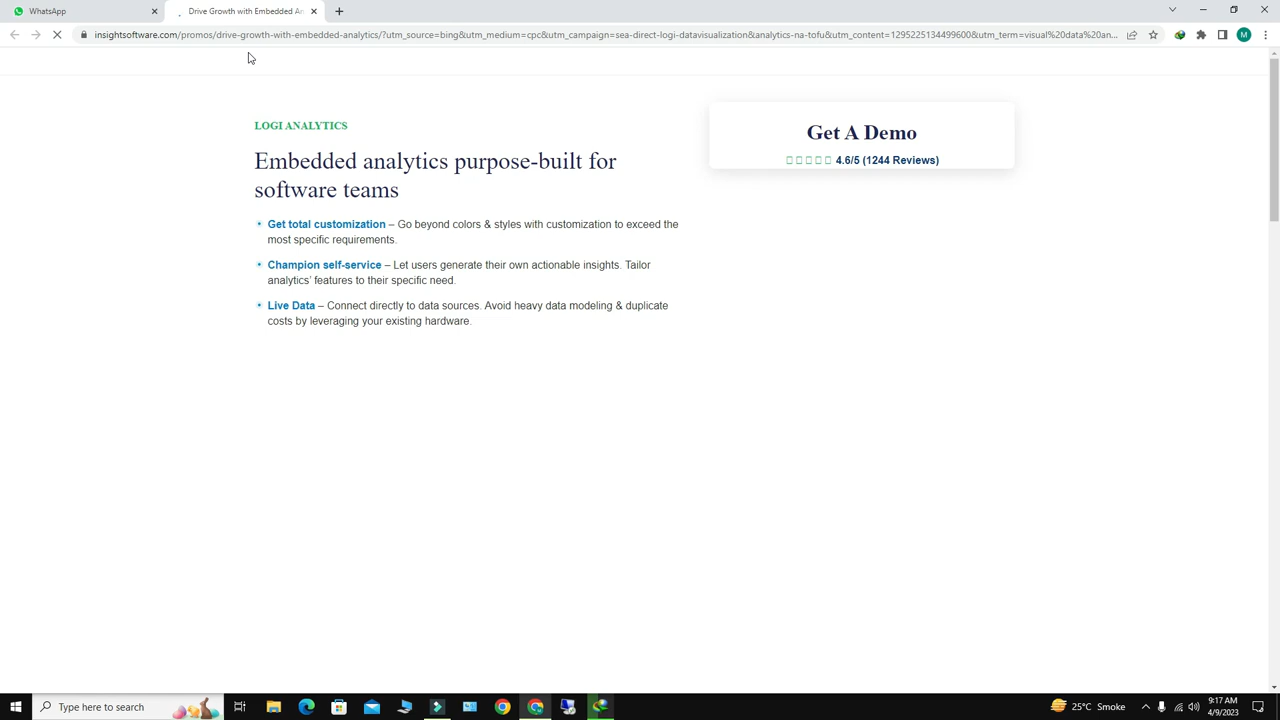 WhatsApp
Drive Growth with Embedded An
insightsoftware.com/promos/drive-growth-with-embedded-analytics/?utm_source=bing&utm_medium=cpc&utm_campaign=sea-direct-logi-datavisualization&analytics-na-tofu&utm_content=1295225134499600&utm_term=visual%20data%20an...
M
LOGI ANALYTICS
Get A Demo
4.6/5 (1244 Reviews)
Embedded analytics purpose-built for
software teams
• Get total customization – Go beyond colors & styles with customization to exceed the
most specific requirements.
• Champion self-service – Let users generate their own actionable insights. Tailor
analytics’ features to their specific need.
• Live Data – Connect directly to data sources. Avoid heavy data modeling & duplicate
costs by leveraging your existing hardware.
Type here to search
25°C Smoke
9:17 AM
4/9/2023